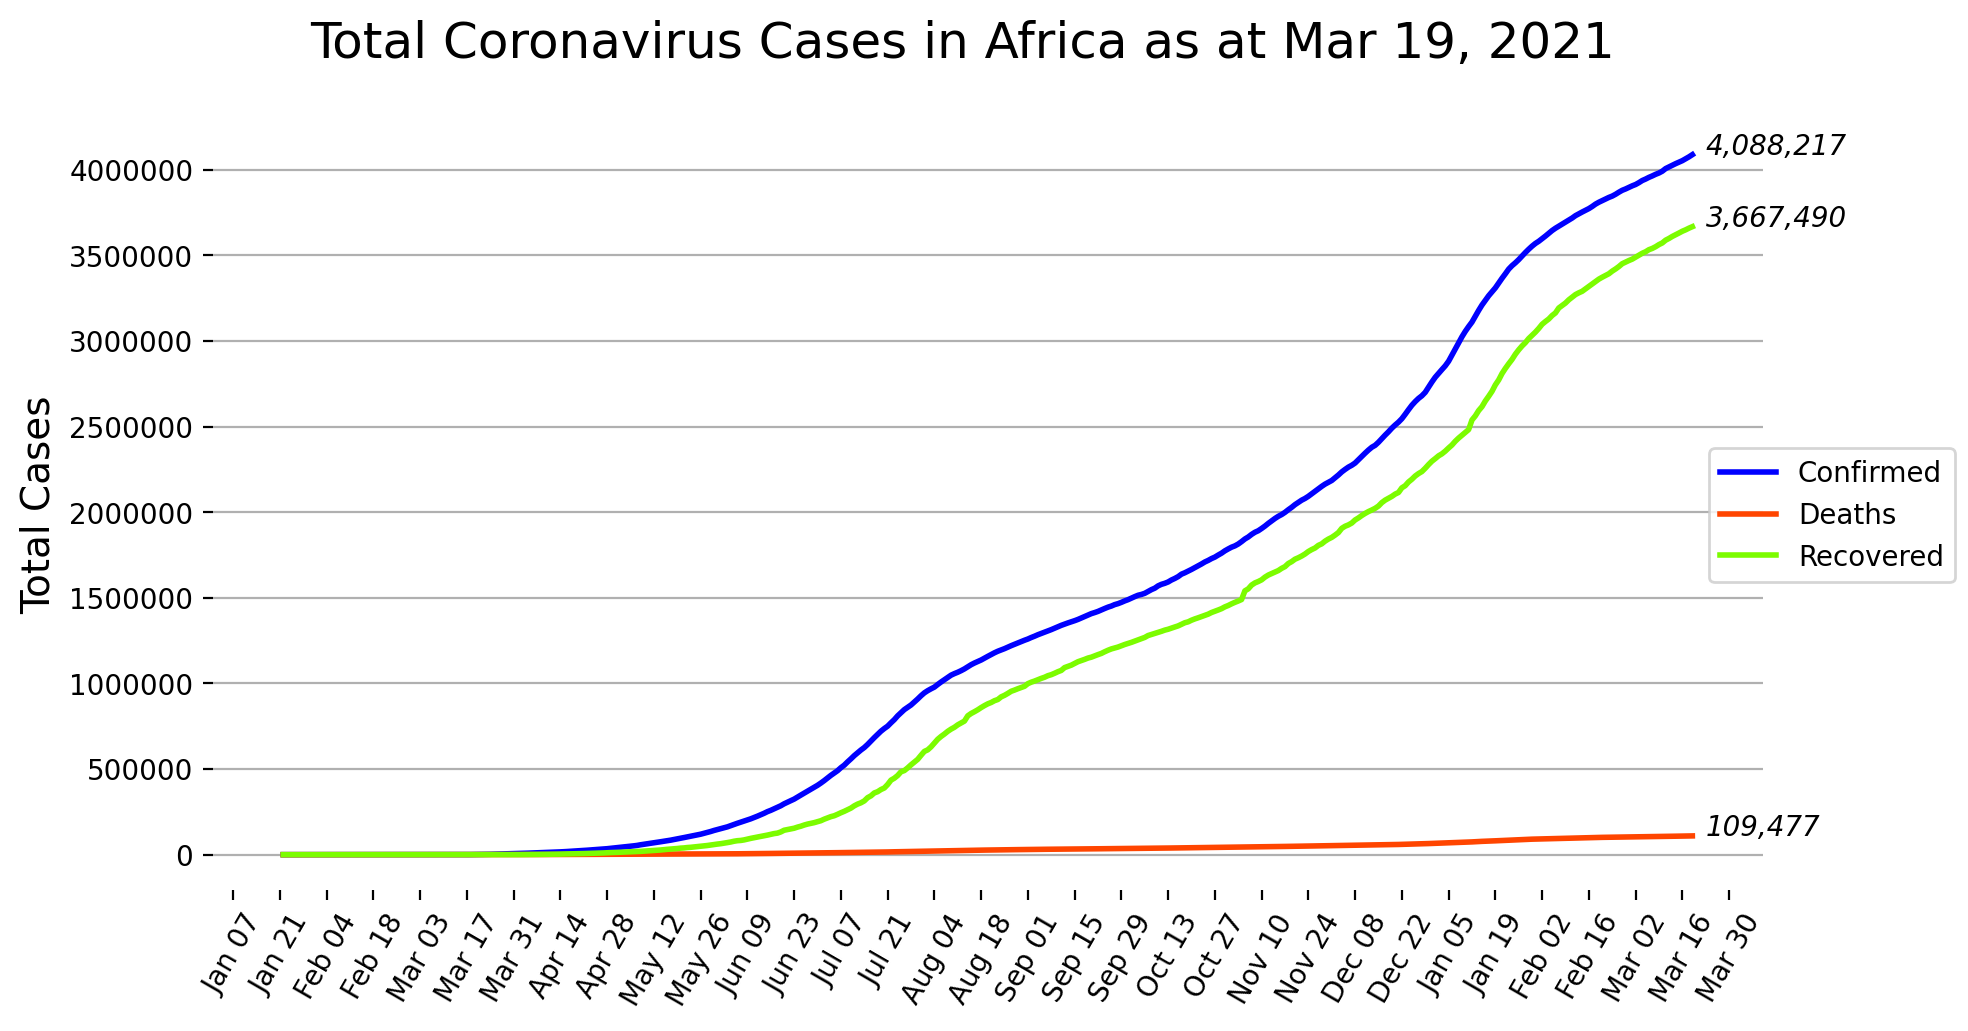 Total Coronavirus Cases in Africa as at Mar 19, 2021
Total Cases
4000000
3500000
3000000
2500000
2000000
1500000
1000000
500000
0
4,088,217
3,667,490
109,477
Confirmed
Deaths
Recovered
Jan 07
Jan 21
Feb 04
Feb 18
Mar 03
Mar 17
Mar 31
Apr 14
Apr 28
May 12
May 26
Jun 09
Jun 23
Jul 07
Jul 21
Aug 04
Aug 18
Sep 01
Sep 15
Sep 29
Oct 13
Oct 27
Nov 10
Nov 24
Dec 08
Dec 22
Jan 05
Jan 19
Feb 02
Feb 16
Mar 02
Mar 16
Mar 30